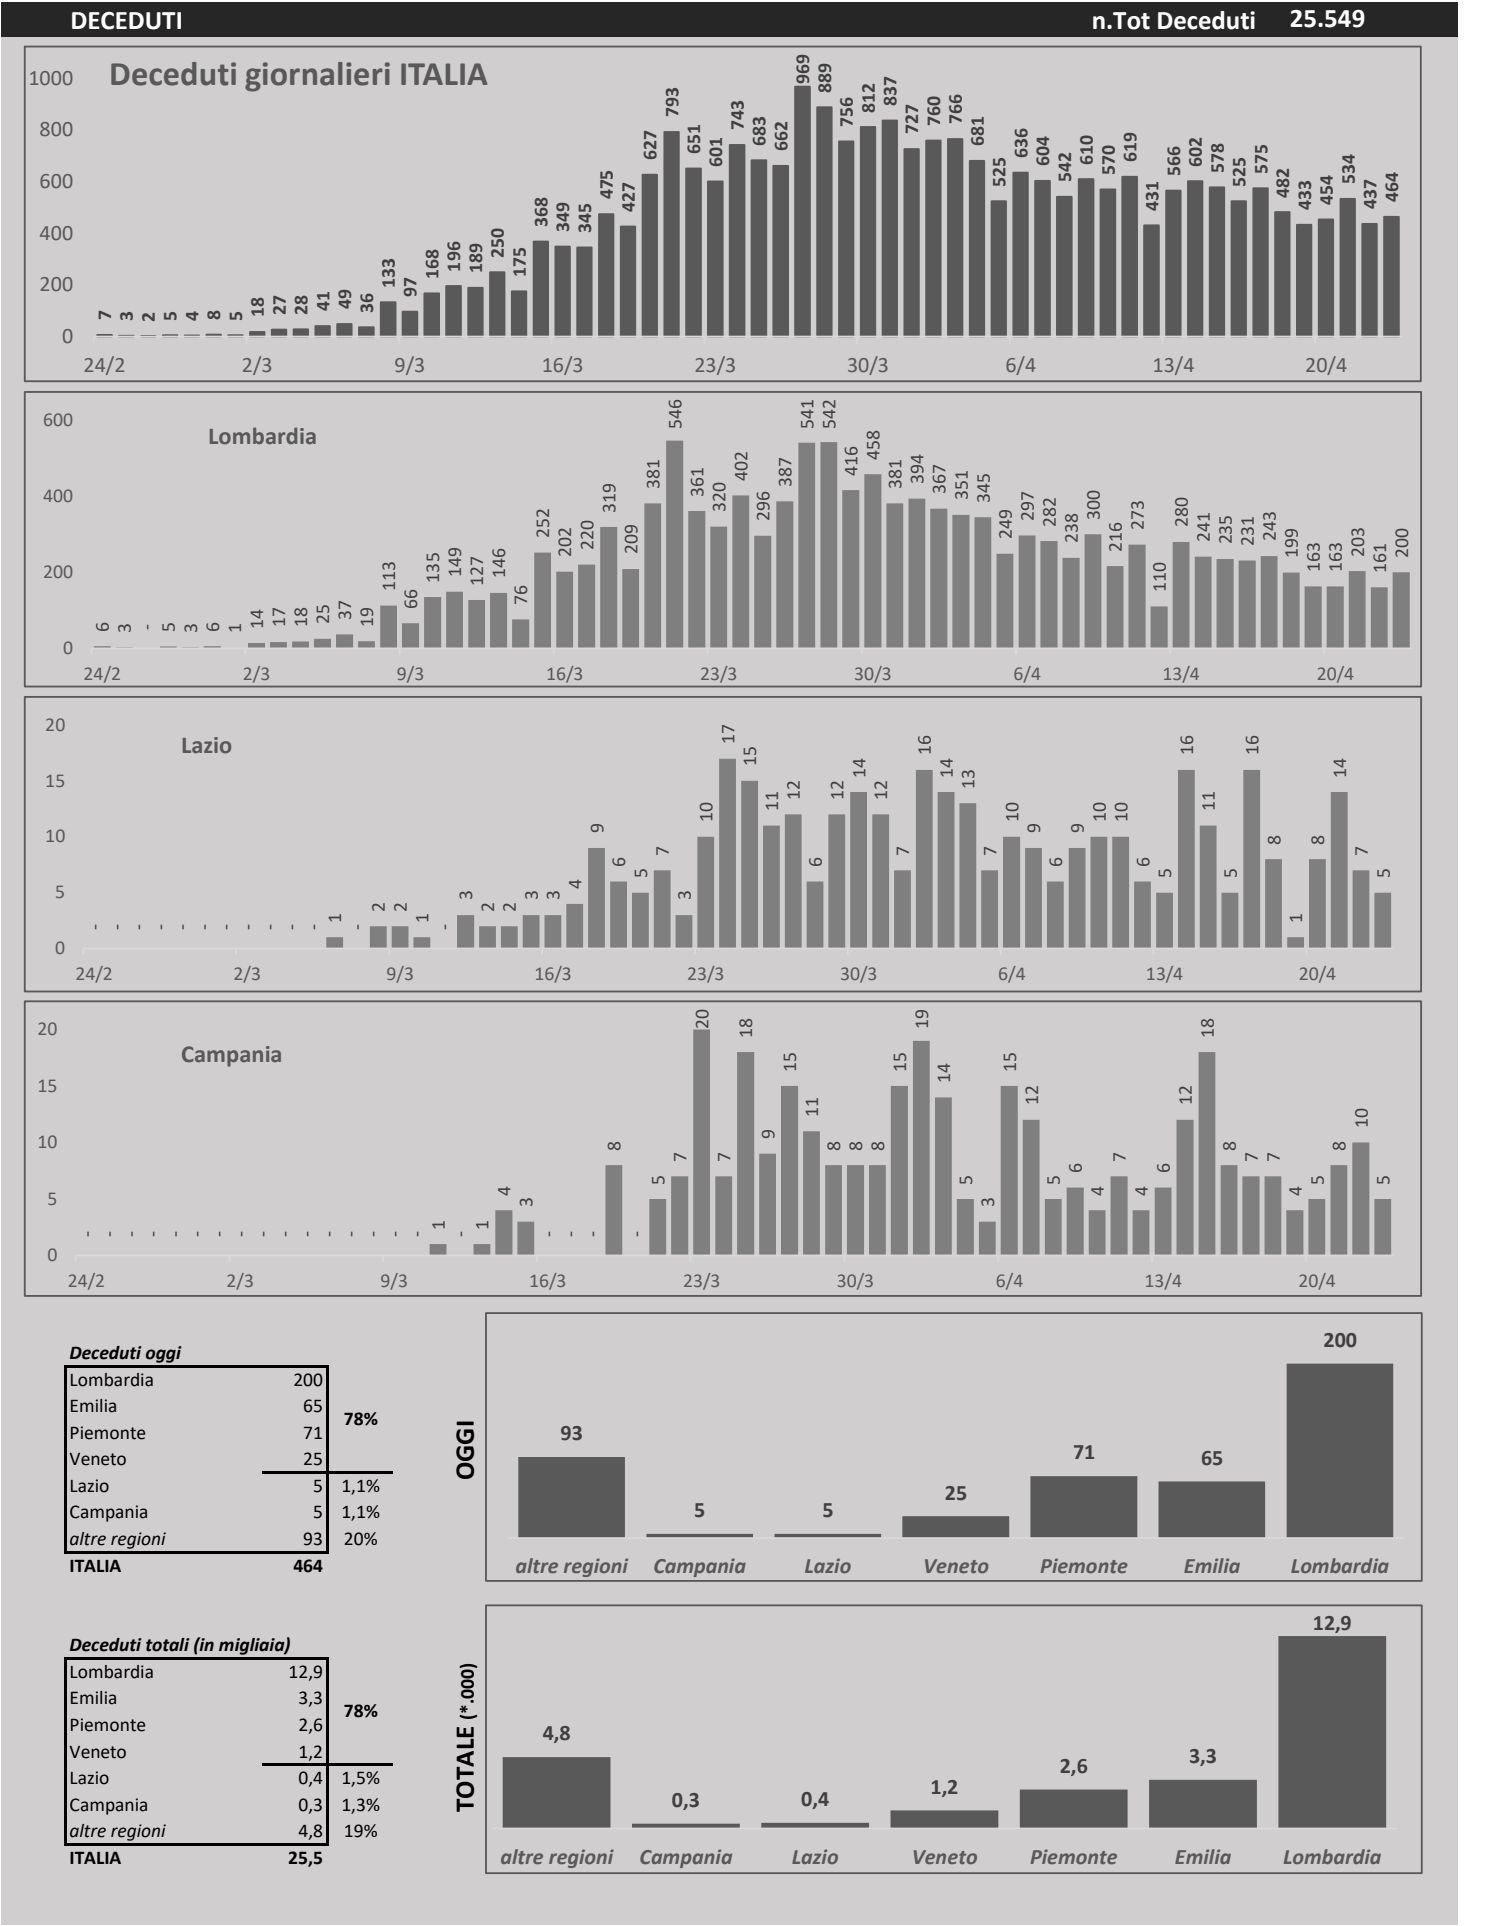 DECEDUTI n.Tot Deceduti 25.549
Deceduti giornalieri ITALIA
1000
800
600
400
200
0
7 3 2 5 4 8 5 18 27 28 41 49 36 133 97 168 196 189 250 175 368 349 345 475 427 627 793 651 601 743 683 662 969 889 756 812 837 727 760 766 681 525 636 604 542 610 570 619 431 566 602 578 525 575 482 433 454 534 437 464
24/2 2/3 9/3 16/3 23/3 30/3 6/4 13/4 20/4
Lombardia
600
400
200
0
6 3 - 5 3 6 1 14 17 18 25 37 19 113 66 135 149 127 146 76 252 202 220 319 209 381 546 361 320 402 296 387 541 542 416 458 381 394 367 351 345 249 297 282 238 300 216 273 110 280 241 235 231 243 199 163 163 203 161 200
24/2 2/3 9/3 16/3 23/3 30/3 6/4 13/4 20/4
Lazio
20
15
10
5
0
- - - - - - - - - - - 1 - 2 2 1 - 3 2 2 3 3 4 9 6 5 7 3 10 17 15 11 12 6 12 14 12 7 16 14 13 7 10 9 6 9 10 10 6 5 16 11 5 16 8 1 8 14 7 5
24/2 2/3 9/3 16/3 23/3 30/3 6/4 13/4 20/4
Campania
20
15
10
5
0
- - - - - - - - - - - - - - - - 1 - 1 4 3 - - - 8 - 5 7 20 7 18 9 15 11 8 8 8 15 19 14 5 3 15 12 5 6 4 7 4 6 12 18 8 7 7 4 5 8 10 5
24/2 2/3 9/3 16/3 23/3 30/3 6/4 13/4 20/4
Deceduti oggi
Lombardia 200
Emilia 65
78%
Piemonte 71
Veneto 25
Lazio 5 1,1%
Campania 5 1,1%
altre regioni 93 20%
ITALIA 464
OGGI
93 5 5 25 71 65 200
altre regioni Campania Lazio Veneto Piemonte Emilia Lombardia
Deceduti totali (in migliaia)
Lombardia 12,9
Emilia 3,3
78%
Piemonte 2,6
Veneto 1,2
Lazio 0,4 1,5%
Campania 0,3 1,3%
altre regioni 4,8 19%
ITALIA 25,5
TOTALE (*.000)
4,8 0,3 0,4 1,2 2,6 3,3 12,9
altre regioni Campania Lazio Veneto Piemonte Emilia Lombardia